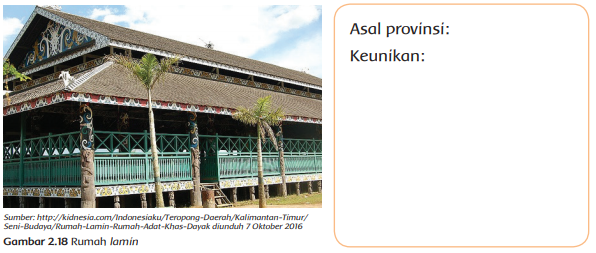 Asal provinsi:
Keunikan:
Sumber: http://kidnesia.com/Indonesiaku/Teropong-Daerah/Kalimantan-Timur/
Seni-Budaya/Rumah-Lamin-Rumah-Adat-Khas-Dayak diunduh 7 Oktober 2016
Gambar 2.18 Rumah lamin